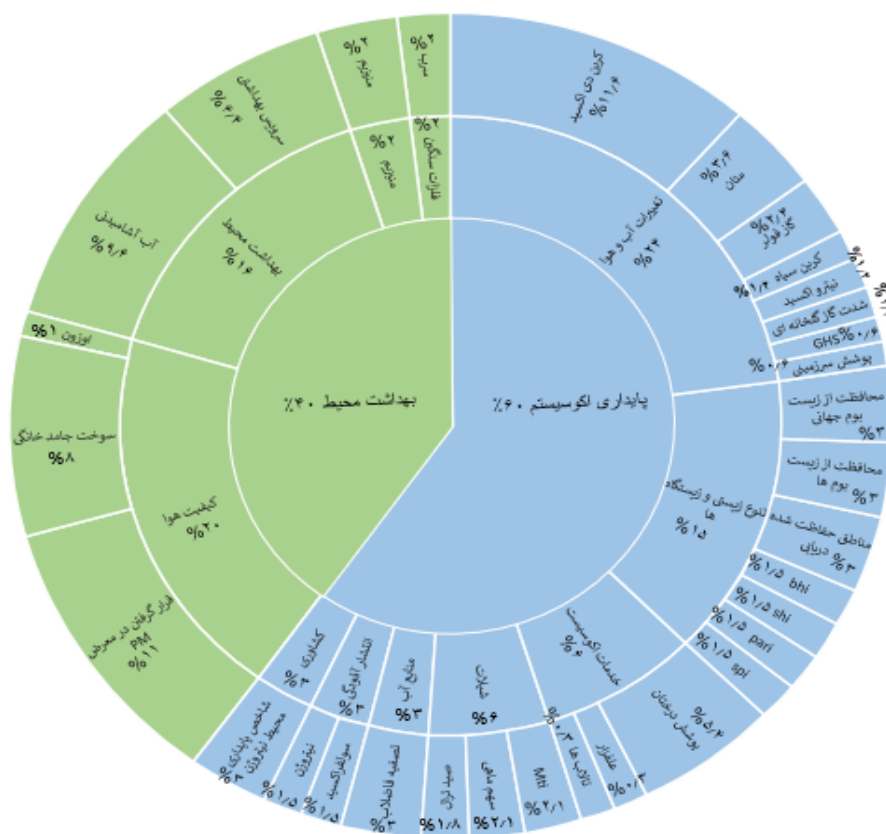 پایداری اکوسیستم ۶۰٪
بهداشت محیط ۴۰٪
تغییرات آب و هوا
%۲۴
تنوع زیستی و زیستگاه
ها
%۱۵
خدمات اکوسیست
%۶
شیلات
%۶
منابع آب
%۳
انتشار آلودگی
%۳
کشاورزی
%۳
کیفیت هوا
%۲۰
بهداشت محیط
%۱۶
منیزیم
%۲
فلزات سنگین
%۲
کربن دی اکسید
%۱۱٫۶
متان
%۳٫۴
گاز فولر
%۲٫۴
کربن سیاه
%۱٫۲
نیترو اکسید
%۱٫۲
شدت گاز گلخانه ای
GHS
%۰٫۶
پوشش سرزمینی
%۰٫۶
محافظت از زیست
بوم جهانی
%۳
محافظت از زیست
بوم ها
%۳
مناطق حفاظت شده
دریایی
%۳
bhi %۱٫۵
shi %۱٫۵
pari %۱٫۵
spi %۱٫۵
پوشش درختان
%۵٫۴
علفزار
%۰٫۳
تالاب ها %۰٫۳
Mti
%۲٫۱
سهم ماهی
%۲٫۱
صید ترال
%۱٫۸
تصفیه فاضلاب
%۳
سولفراکسید
%۱٫۵
نیتروژن
%۱٫۵
شاخص پایداری
محیط نیتروژن
%۳
قرار گرفتن در معرض
PM
%۱۱
سوخت جامد خانگی
%۸
اوزون %۱
آب آشامیدنی
%۹٫۶
سرویس بهداشتی
%۶٫۴
منیزیم
%۲
سرب
%۲